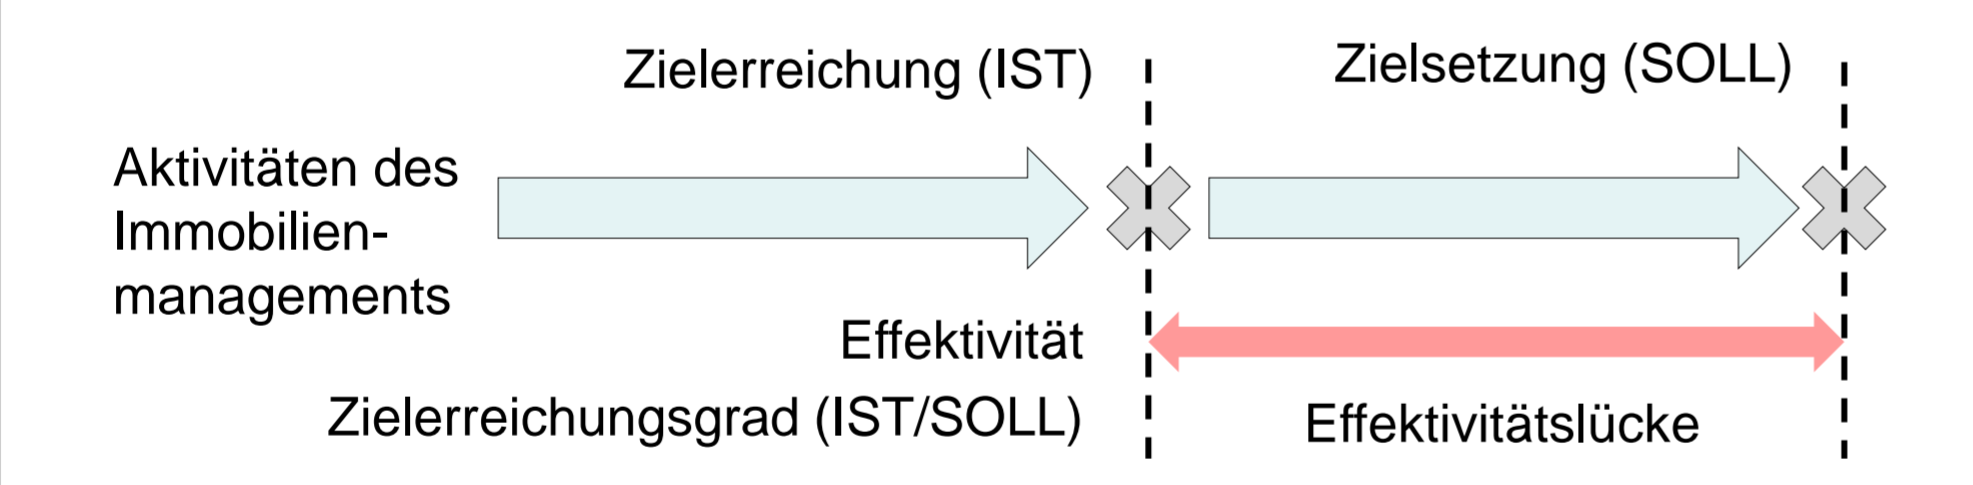 Zielerreichung (IST)
Zielsetzung (SOLL)
Aktivitäten des
Immobilien-
managements
Effektivität
Zielerreichungsgrad (IST/SOLL)
Effektivitätslücke